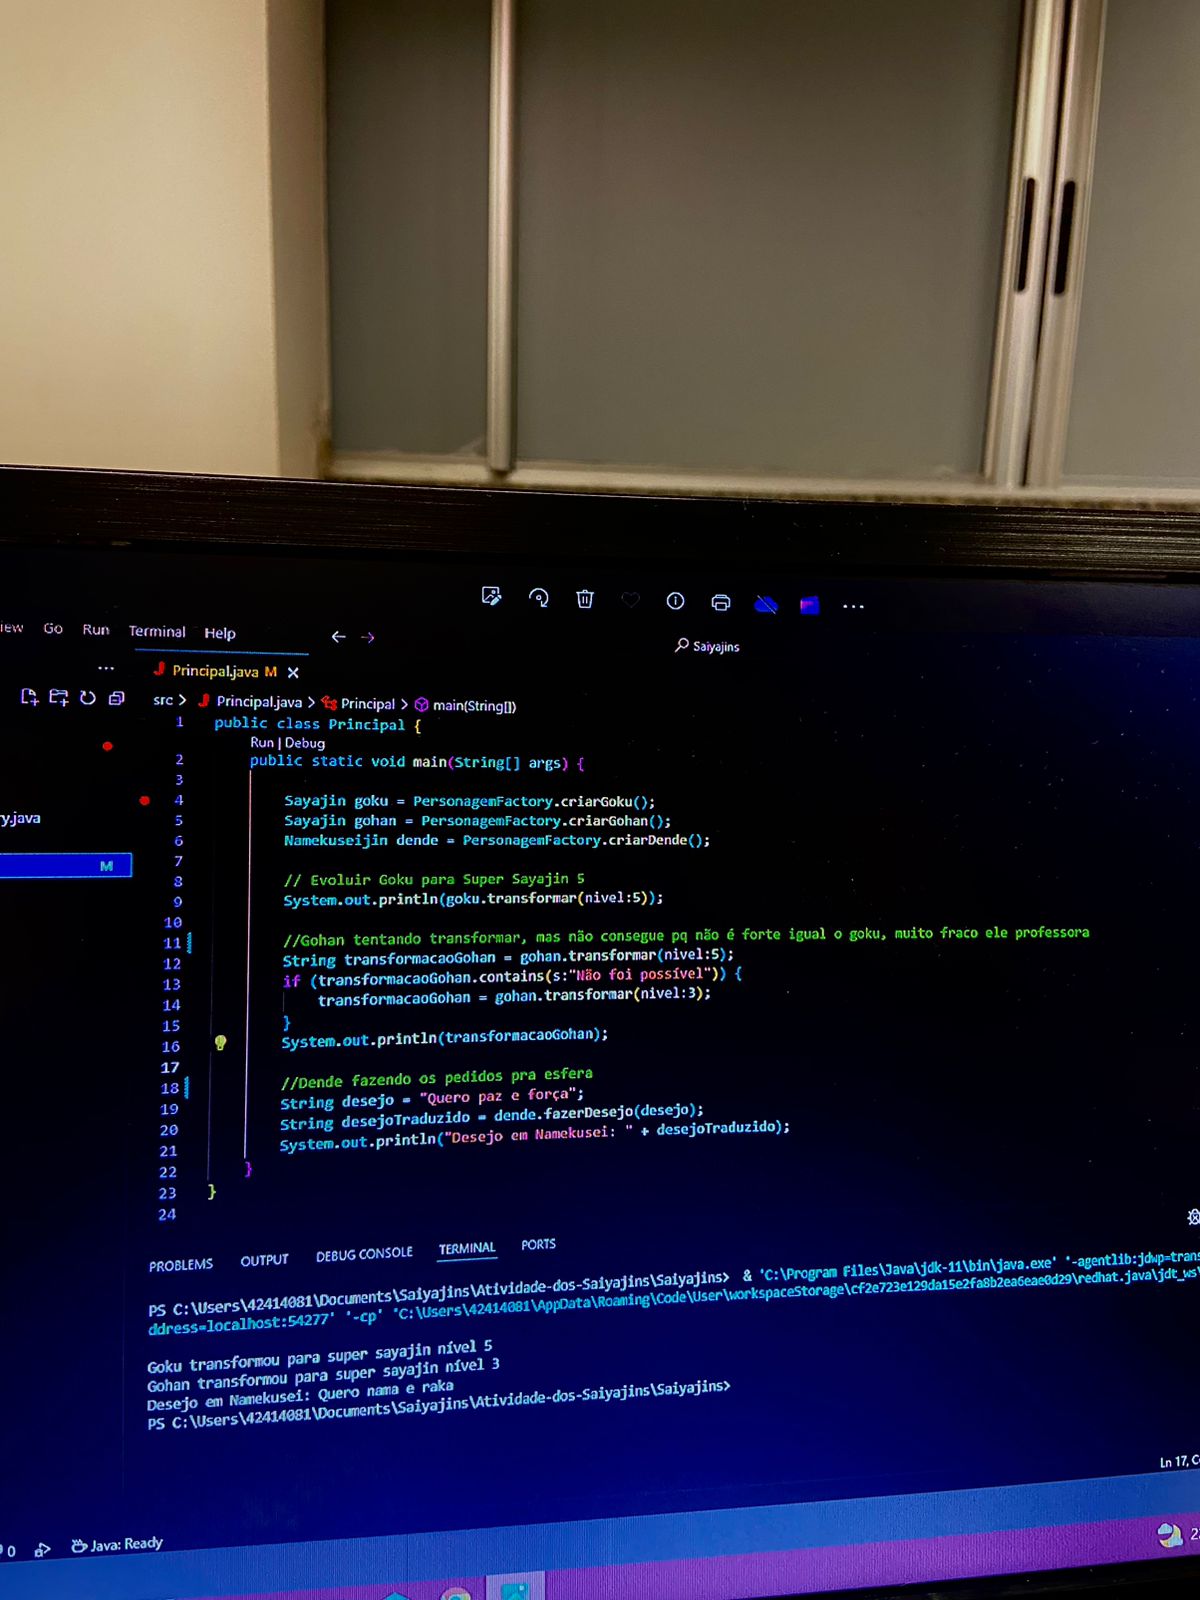 Go Run Terminal Help
Saiyajins
Principal.java M
src > Principal.java > Principal > main(String[])
1 public class Principal {
Run | Debug
2 public static void main(String[] args) {
3
4 Sayajin goku = PersonagemFactory.criarGoku();
5 Sayajin gohan = PersonagemFactory.criarGohan();
6 Namekuseijin dende = PersonagemFactory.criarDende();
7
8 // Evoluir Goku para Super Sayajin 5
9 System.out.println(goku.transformar(nivel:5));
10
11 //Gohan tentando transformar, mas não consegue pq não é forte igual o goku, muito fraco ele professora
12 String transformacaoGohan = gohan.transformar(nivel:5);
13 if (transformacaoGohan.contains(s:"Não foi possível")) {
14 transformacaoGohan = gohan.transformar(nivel:3);
15 }
16 System.out.println(transformacaoGohan);
17
18 //Dende fazendo os pedidos pra esfera
19 String desejo = "Quero paz e força";
20 String desejoTraduzido = dende.fazerDesejo(desejo);
21 System.out.println("Desejo em Namekusei: " + desejoTraduzido);
22 }
23 }
24
y.java
M
PROBLEMS OUTPUT DEBUG CONSOLE TERMINAL PORTS
PS C:\Users\42414081\Documents\Saiyajins\Atividade-dos-Saiyajins\Saiyajins> & 'C:\Program Files\Java\jdk-11\bin\java.exe' '-agentlib:jdwp=trans
ddress=localhost:54277' '-cp' 'C:\Users\42414081\AppData\Roaming\Code\User\workspaceStorage\cf2e723e129da15e2fa8b2ea6eae0d29\redhat.java\jdt_ws\
Goku transformou para super sayajin nível 5
Gohan transformou para super sayajin nível 3
Desejo em Namekusei: Quero nama e raka
PS C:\Users\42414081\Documents\Saiyajins\Atividade-dos-Saiyajins\Saiyajins>
Ln 17, C
0 Java: Ready